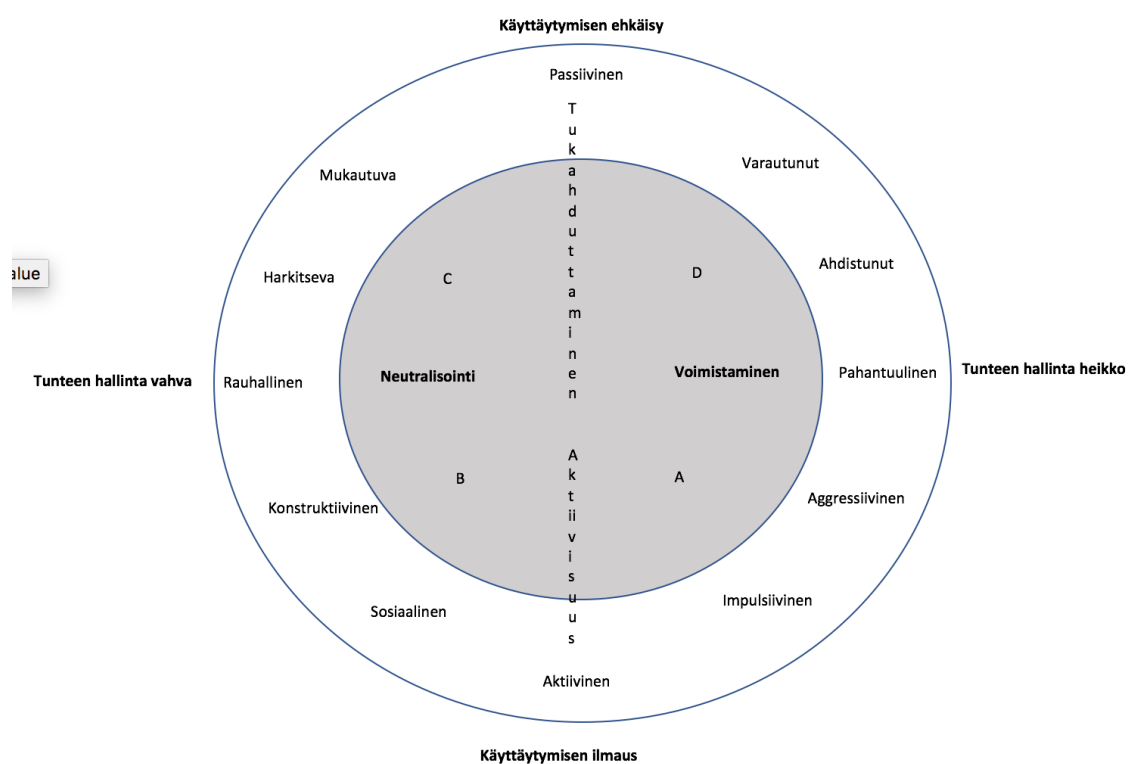 Käyttäytymisen ehkäisy
Passiivinen
Tukahduttaminen
Varautunut
Mukautuva
Ahdistunut
Harkitseva
C
D
alue
Tunteen hallinta vahva
Rauhallinen
Neutralisointi
Voimistaminen
Pahantuulinen
Tunteen hallinta heikko
Aktiivisuus
B
A
Aggressiivinen
Konstruktiivinen
Impulsiivinen
Sosiaalinen
Aktiivinen
Käyttäytymisen ilmaus